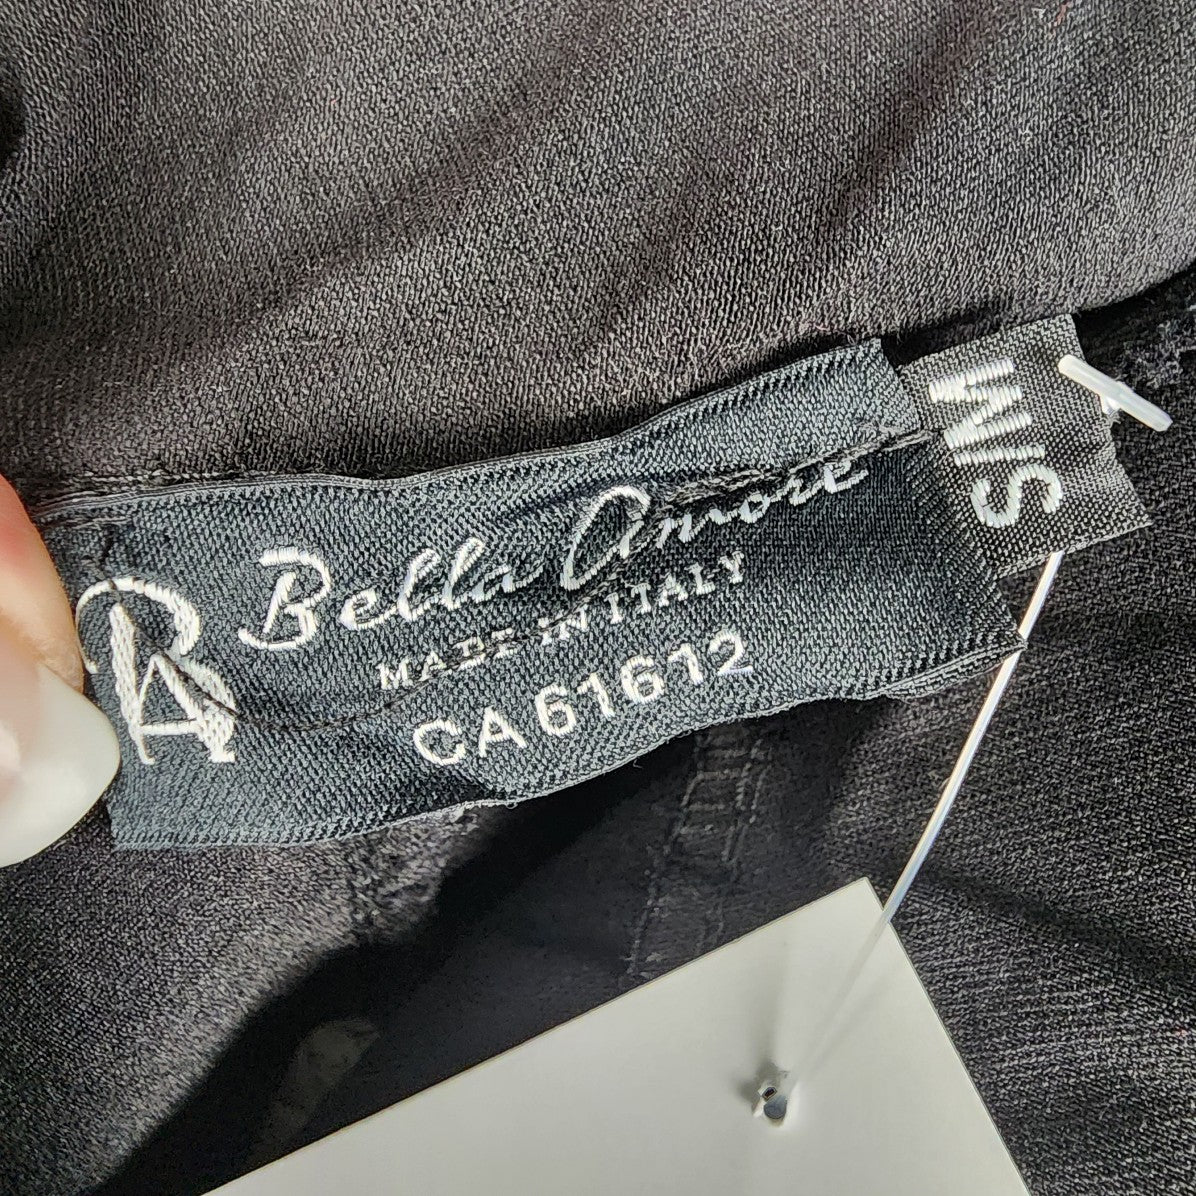 BA
Bella Amore
MADE IN ITALY
CA 61612
S/M